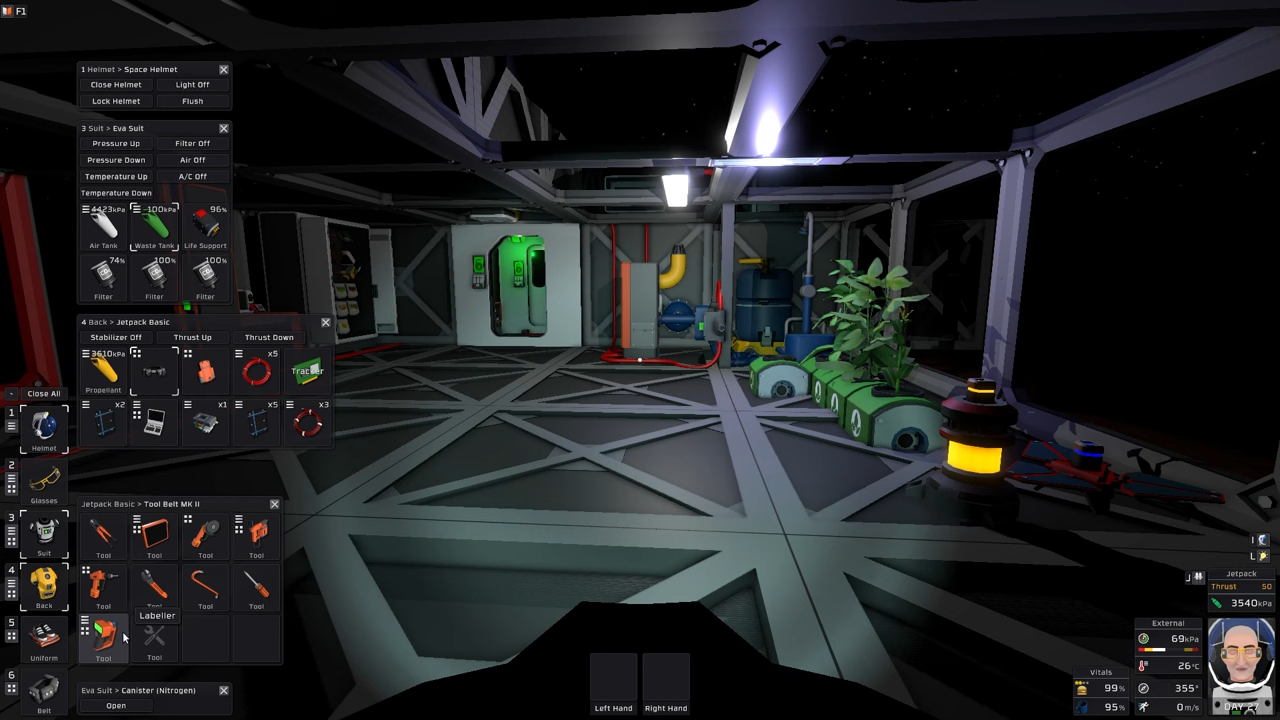 F1
1 Helmet > Space Helmet
Close Helmet
Light Off
Lock Helmet
Flush
3 Suit > Eva Suit
Pressure Up
Filter Off
Pressure Down
Air Off
Temperature Up
A/C Off
Temperature Down
4423kPa
100kPa
96%
Air Tank
Waste Tank
Life Support
74%
100%
100%
Filter
Filter
Filter
4 Back > Jetpack Basic
Stabilizer Off
Thrust Up
Thrust Down
3610kPa
x5
Tracker
Propellant
x2
x1
x5
x3
Close All
1
Helmet
2
Glasses
3
Suit
4
Back
5
Uniform
6
Belt
Jetpack Basic > Tool Belt MK II
Tool
Tool
Tool
Tool
Tool
Tool
Tool
Tool
Labeller
Tool
Tool
Eva Suit > Canister (Nitrogen)
Open
Left Hand
Right Hand
I
L
J
Jetpack
Thrust 50
3540kPa
External
69kPa
26°C
355°
0m/s
Vitals
99%
95%
DAY 27